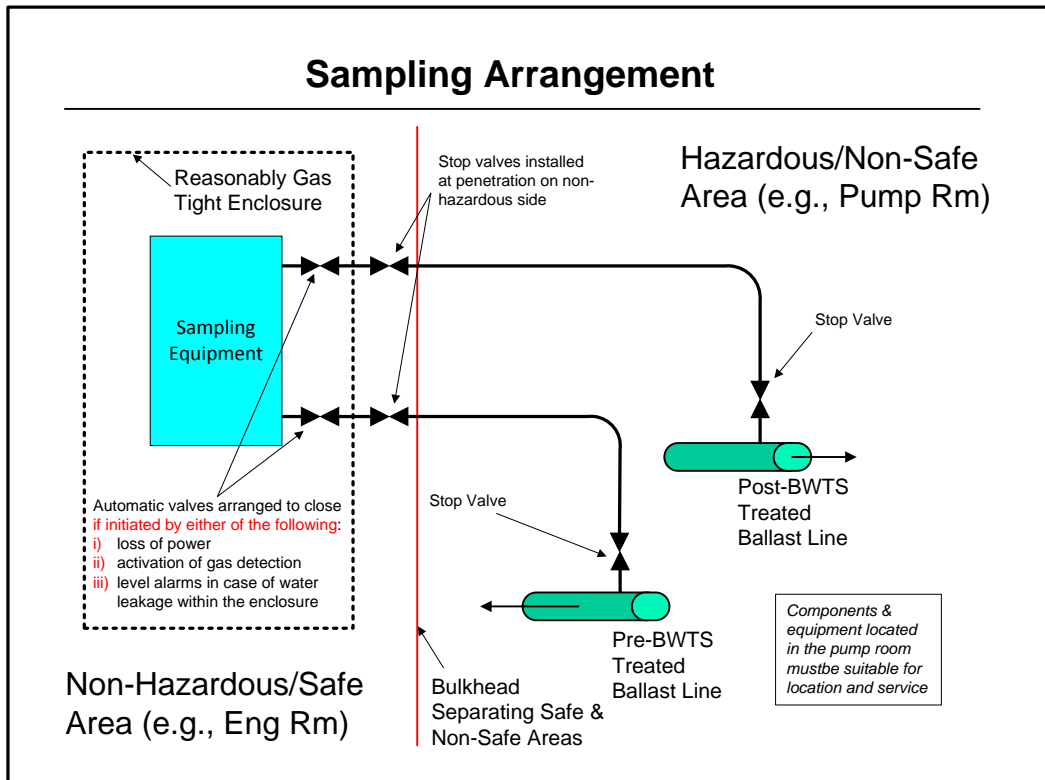 Sampling Arrangement
Reasonably Gas
Tight Enclosure
Stop valves installed
at penetration on non-
hazardous side
Hazardous/Non-Safe
Area (e.g., Pump Rm)
Sampling
Equipment
Stop Valve
Automatic valves arranged to close
if initiated by either of the following:
i) loss of power
ii) activation of gas detection
iii) level alarms in case of water
leakage within the enclosure
Stop Valve
Post-BWTS
Treated
Ballast Line
Pre-BWTS
Treated
Ballast Line
Components &
equipment located
in the pump room
mustbe suitable for
location and service
Non-Hazardous/Safe
Area (e.g., Eng Rm)
Bulkhead
Separating Safe &
Non-Safe Areas